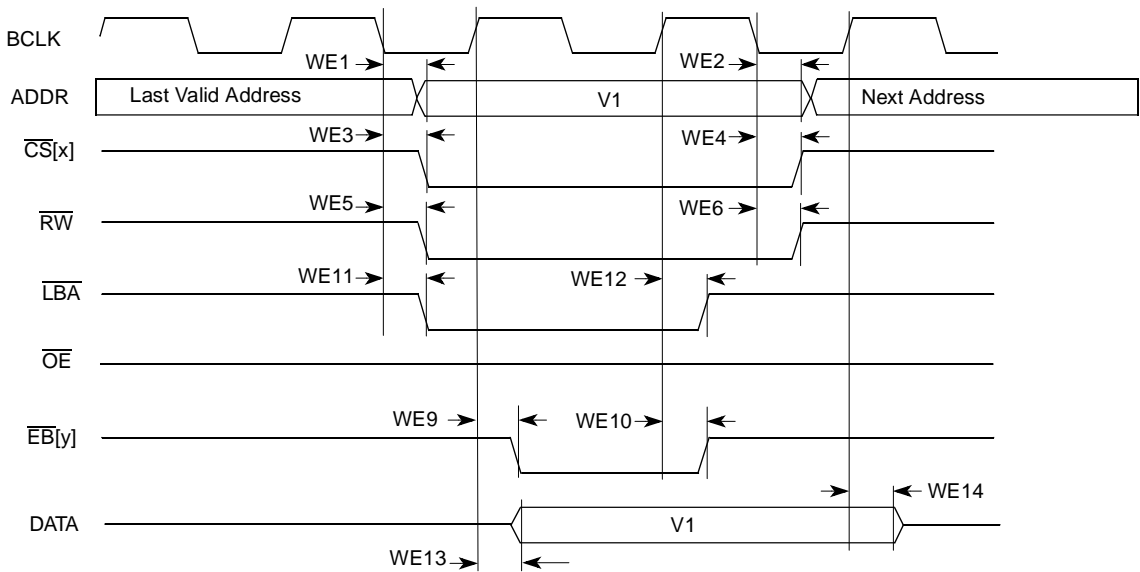 BCLK
WE1 WE2
ADDR Last Valid Address V1 Next Address
WE3 WE4
CS[x]
WE5 WE6
RW
WE11 WE12
LBA
OE
WE9 WE10
EB[y]
WE14
DATA V1
WE13